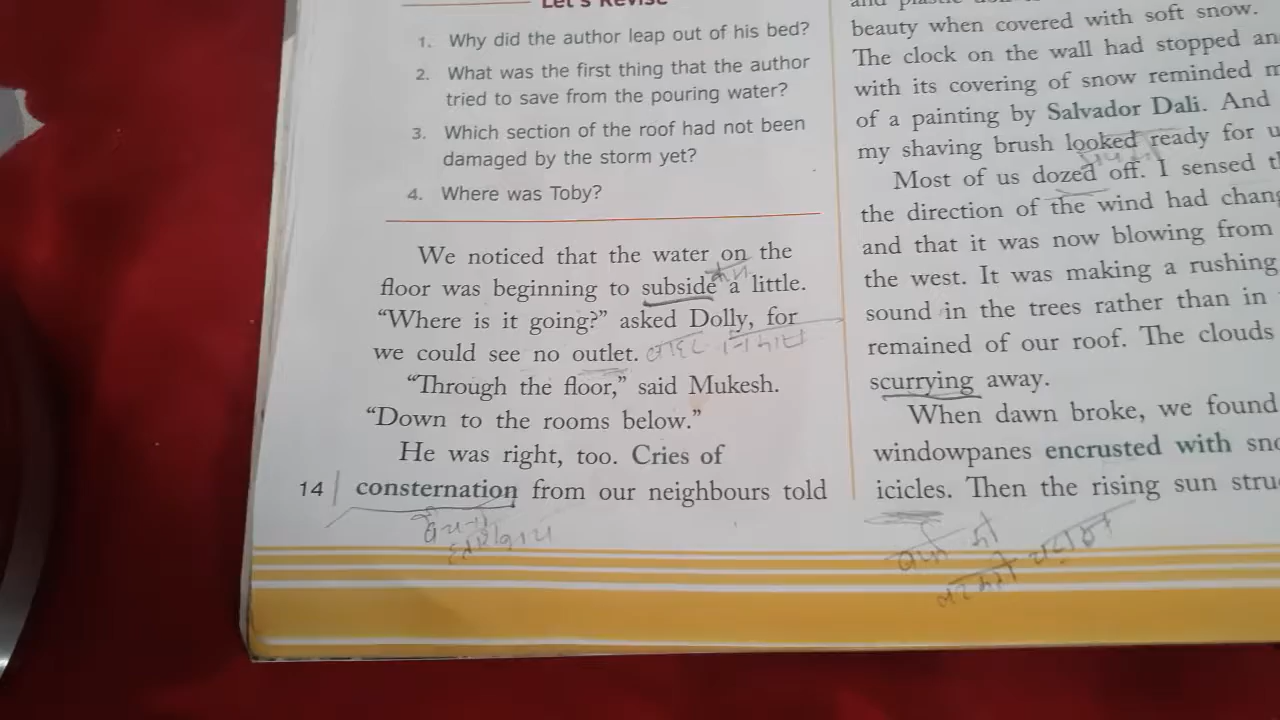 Let's Revise
1. Why did the author leap out of his bed?
2. What was the first thing that the author
tried to save from the pouring water?
3. Which section of the roof had not been
damaged by the storm yet?
4. Where was Toby?
We noticed that the water on the
floor was beginning to subside a little.
“Where is it going?” asked Dolly, for
we could see no outlet.
“Through the floor,” said Mukesh.
“Down to the rooms below.”
He was right, too. Cries of
14 consternation from our neighbours told
beauty when covered with soft snow.
The clock on the wall had stopped
with its covering of snow reminded
of a painting by Salvador Dali. And
my shaving brush looked ready for
Most of us dozed off. I sensed
the direction of the wind had
and that it was now blowing from
the west. It was making a rushing
sound in the trees rather than in
remained of our roof. The clouds
scurrying away.
When dawn broke, we found
windowpanes encrusted with
icicles. Then the rising sun